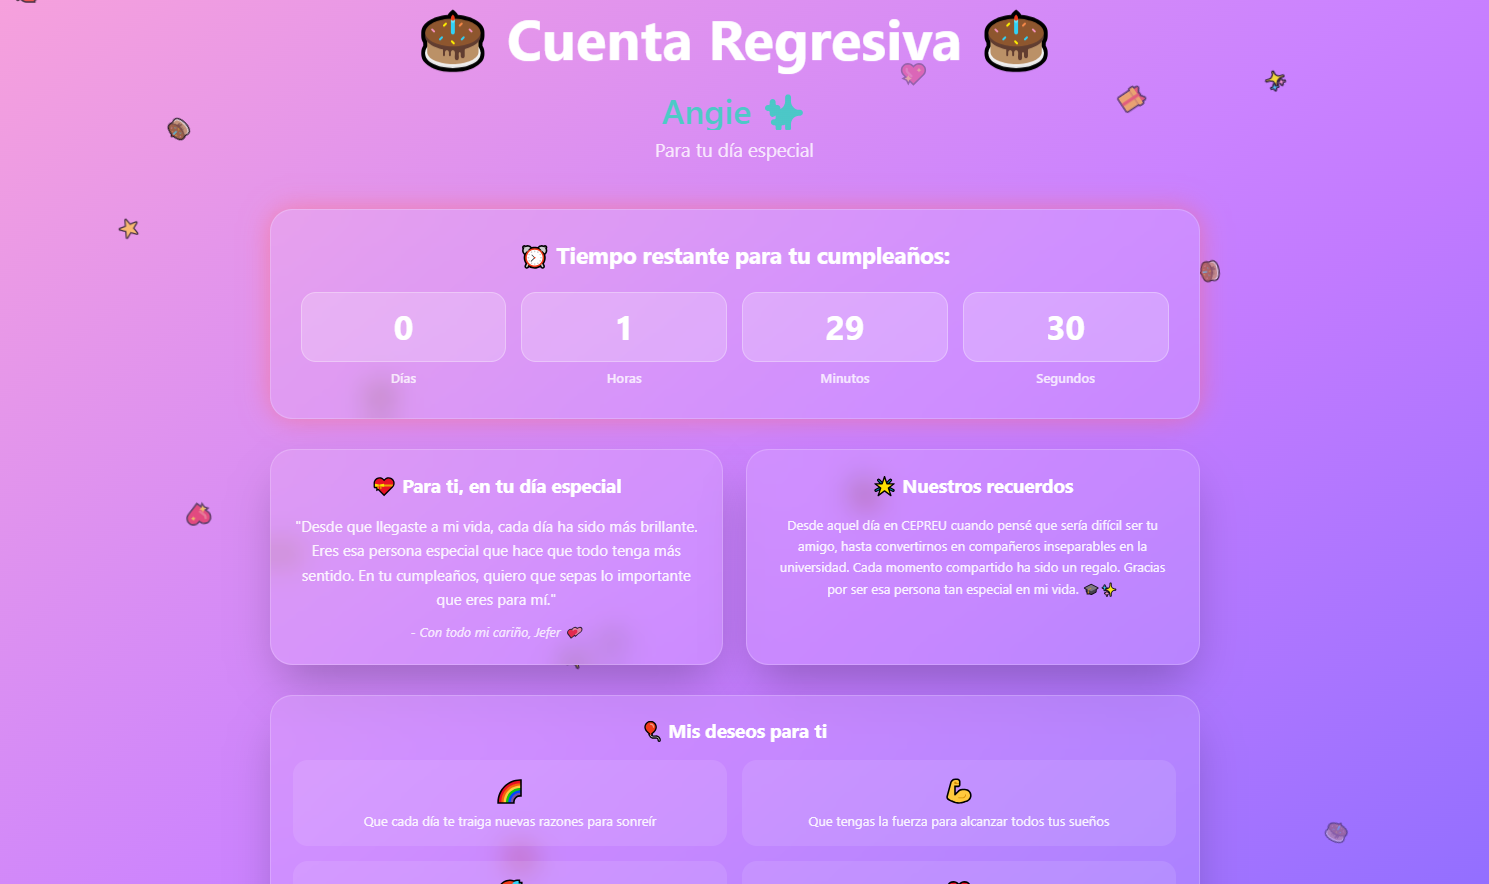 🎂 Cuenta Regresiva 🎂
Angie
Para tu día especial
⏰ Tiempo restante para tu cumpleaños:
0
1
29
30
Días
Horas
Minutos
Segundos
💝 Para ti, en tu día especial
"Desde que llegaste a mi vida, cada día ha sido más brillante.
Eres esa persona especial que hace que todo tenga más
sentido. En tu cumpleaños, quiero que sepas lo importante
que eres para mí."
- Con todo mi cariño, Jefer 💕
🌟 Nuestros recuerdos
Desde aquel día en CEPREU cuando pensé que sería difícil ser tu
amigo, hasta convertirnos en compañeros inseparables en la
universidad. Cada momento compartido ha sido un regalo. Gracias
por ser esa persona tan especial en mi vida. 🎓✨
🎈 Mis deseos para ti
🌈
Que cada día te traiga nuevas razones para sonreír
💪
Que tengas la fuerza para alcanzar todos tus sueños